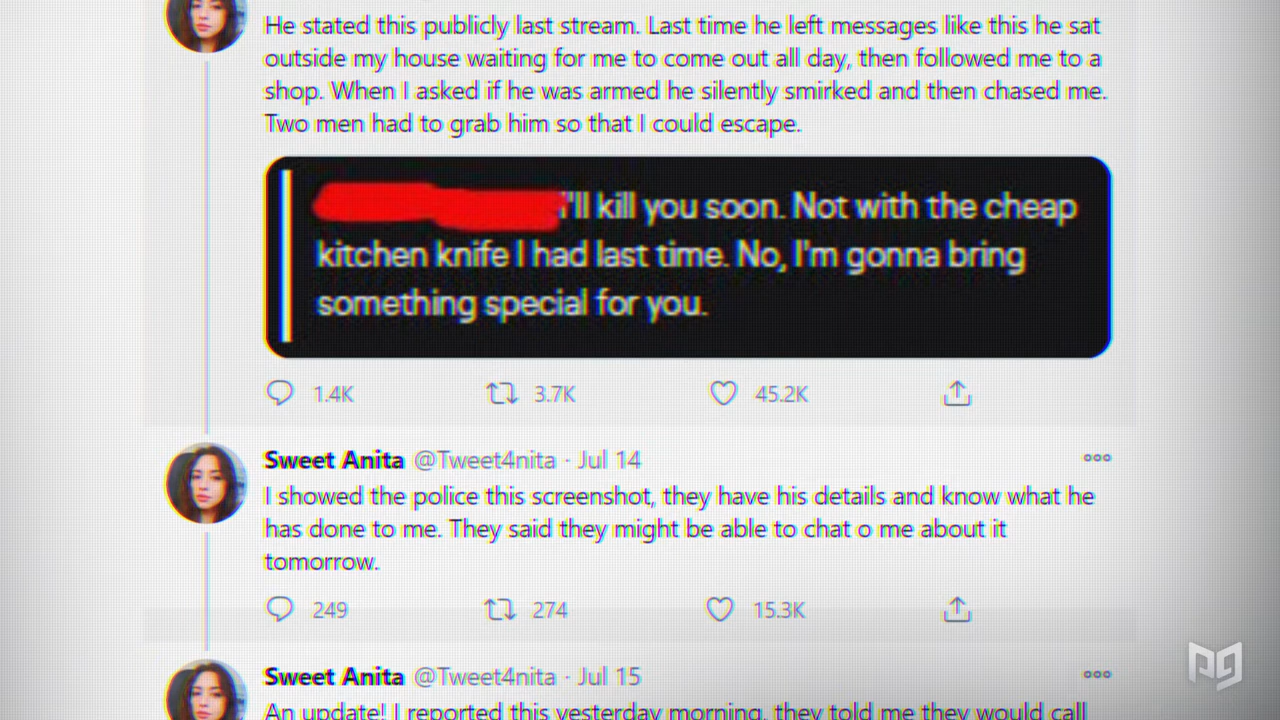 He stated this publicly last stream. Last time he left messages like this he sat
outside my house waiting for me to come out all day, then followed me to a
shop. When I asked if he was armed he silently smirked and then chased me.
Two men had to grab him so that I could escape.
i'll kill you soon. Not with the cheap
kitchen knife I had last time. No, I'm gonna bring
something special for you.
1.4K 3.7K 45.2K
Sweet Anita @Tweet4nita · Jul 14
I showed the police this screenshot, they have his details and know what he
has done to me. They said they might be able to chat o me about it
tomorrow.
249 274 15.3K
Sweet Anita @Tweet4nita · Jul 15
An update! I reported this yesterday morning, they told me they would call